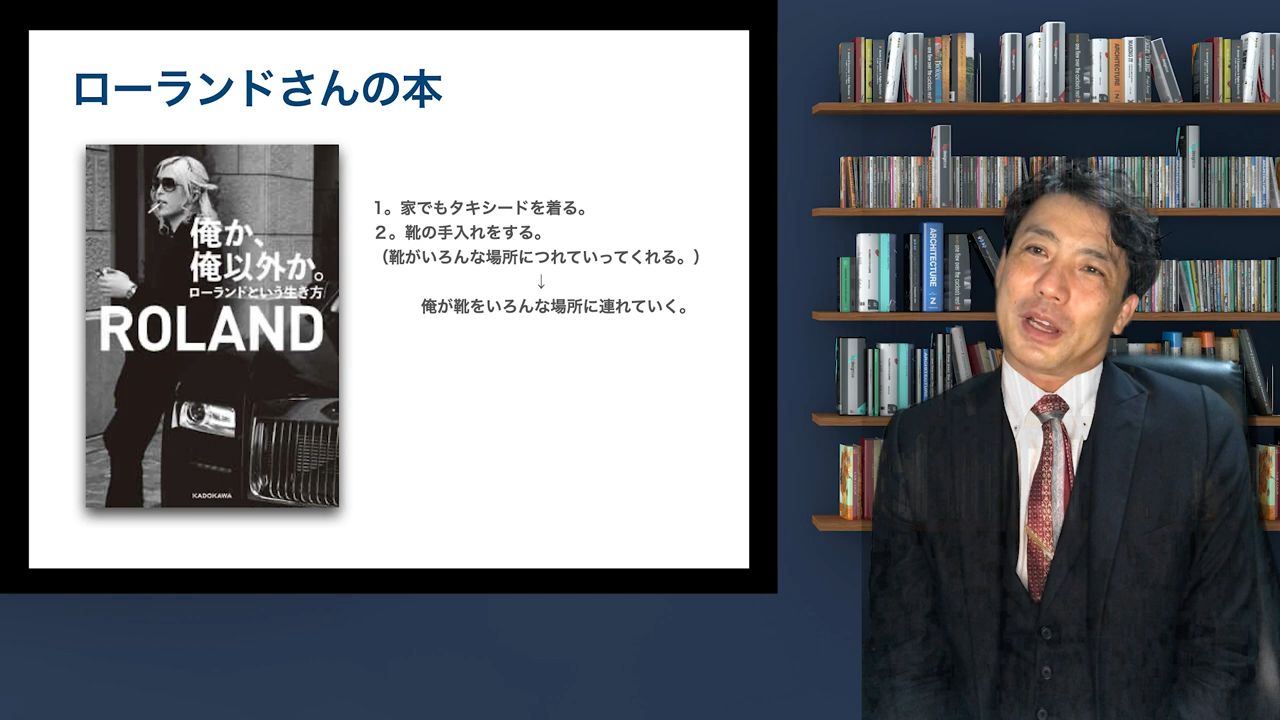 ローランドさんの本
俺か、
俺以外か。
ローランドという生き方
ROLAND
KADOKAWA
1。家でもタキシードを着る。
2。靴の手入れをする。
（靴がいろんな場所につれていってくれる。）
↓
俺が靴をいろんな場所に連れていく。
ARCHITECTURE
ARCHITECTURE